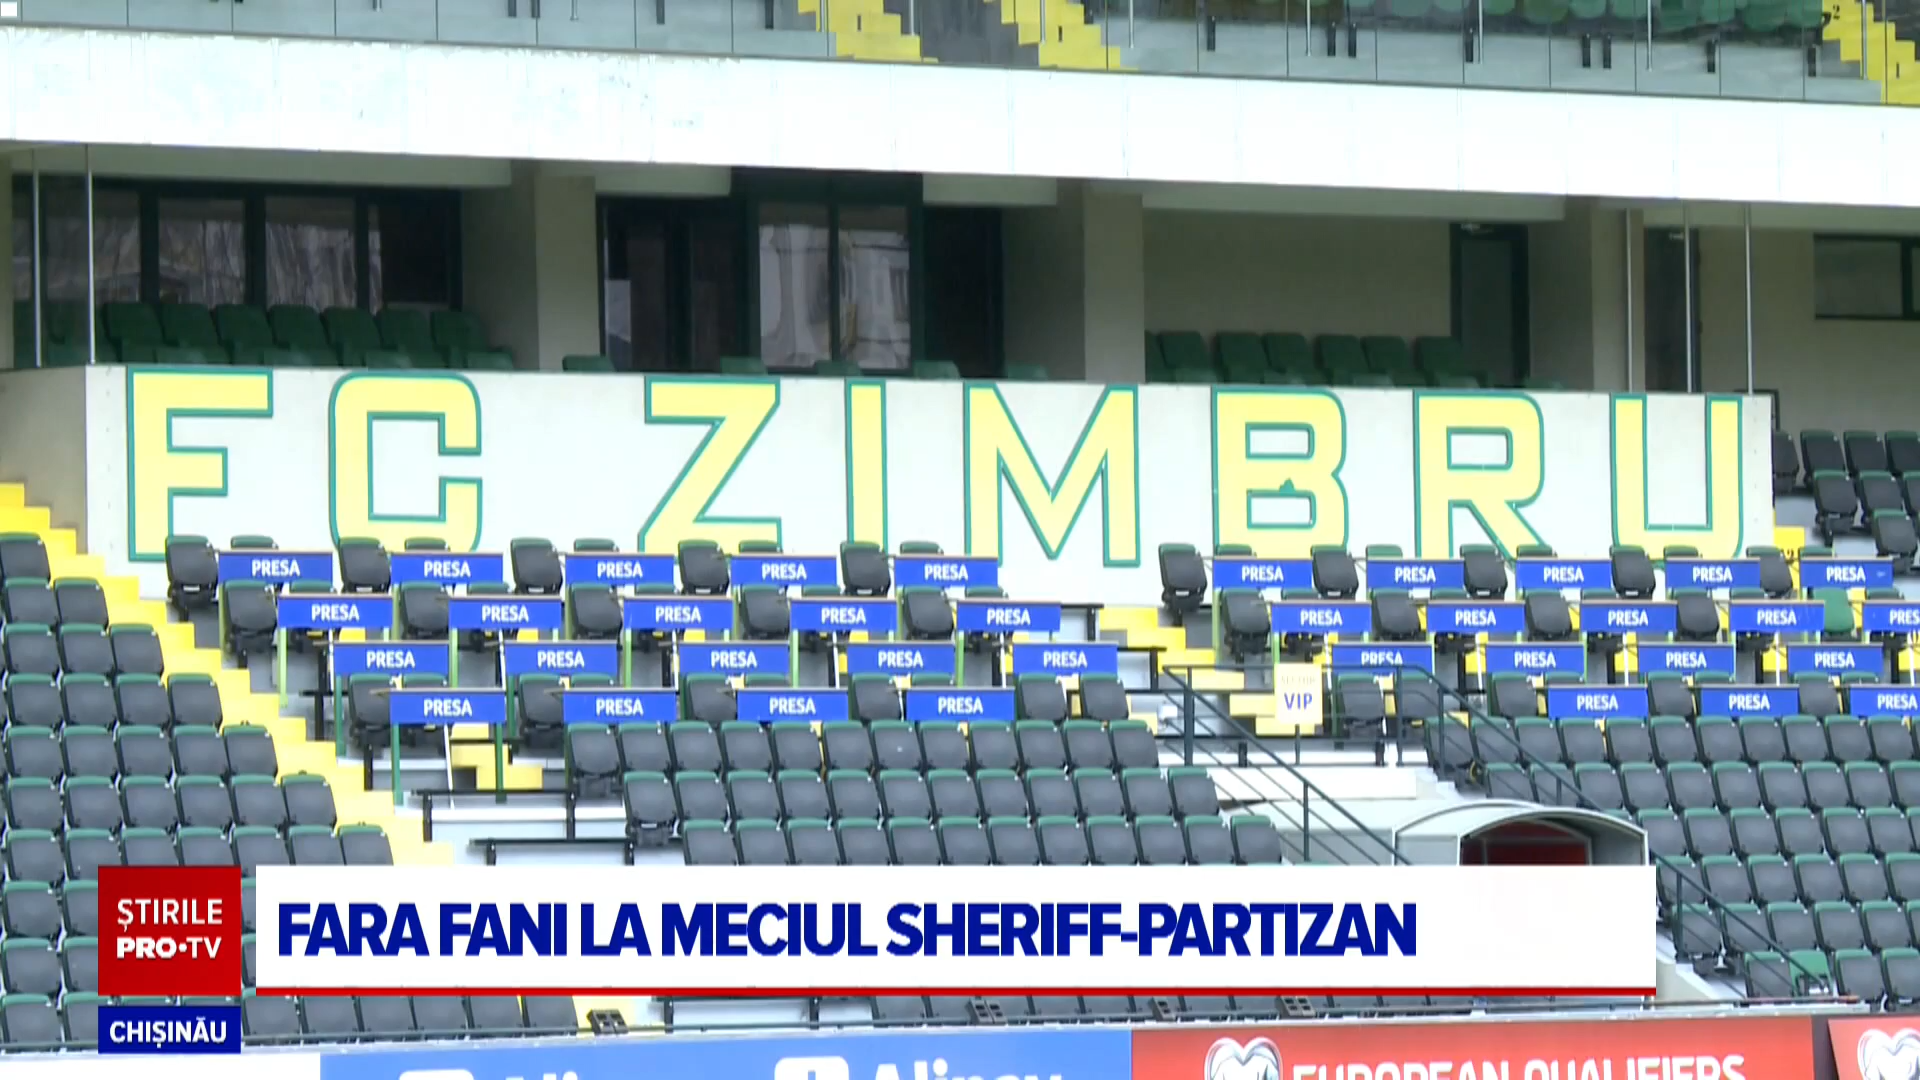 FC ZIMBRU
PRESA PRESA PRESA PRESA PRESA PRESA PRESA PRESA PRESA PRESA
PRESA PRESA PRESA PRESA PRESA PRESA PRESA PRESA PRESA PRESA
PRESA PRESA PRESA PRESA PRESA PRESA PRESA PRESA PRESA
PRESA PRESA PRESA PRESA PRESA PRESA PRESA
VIP
ȘTIRILE
PRO•TV
CHIȘINĂU
FARA FANI LA MECIUL SHERIFF-PARTIZAN
EUROPEAN QUALIFIERS